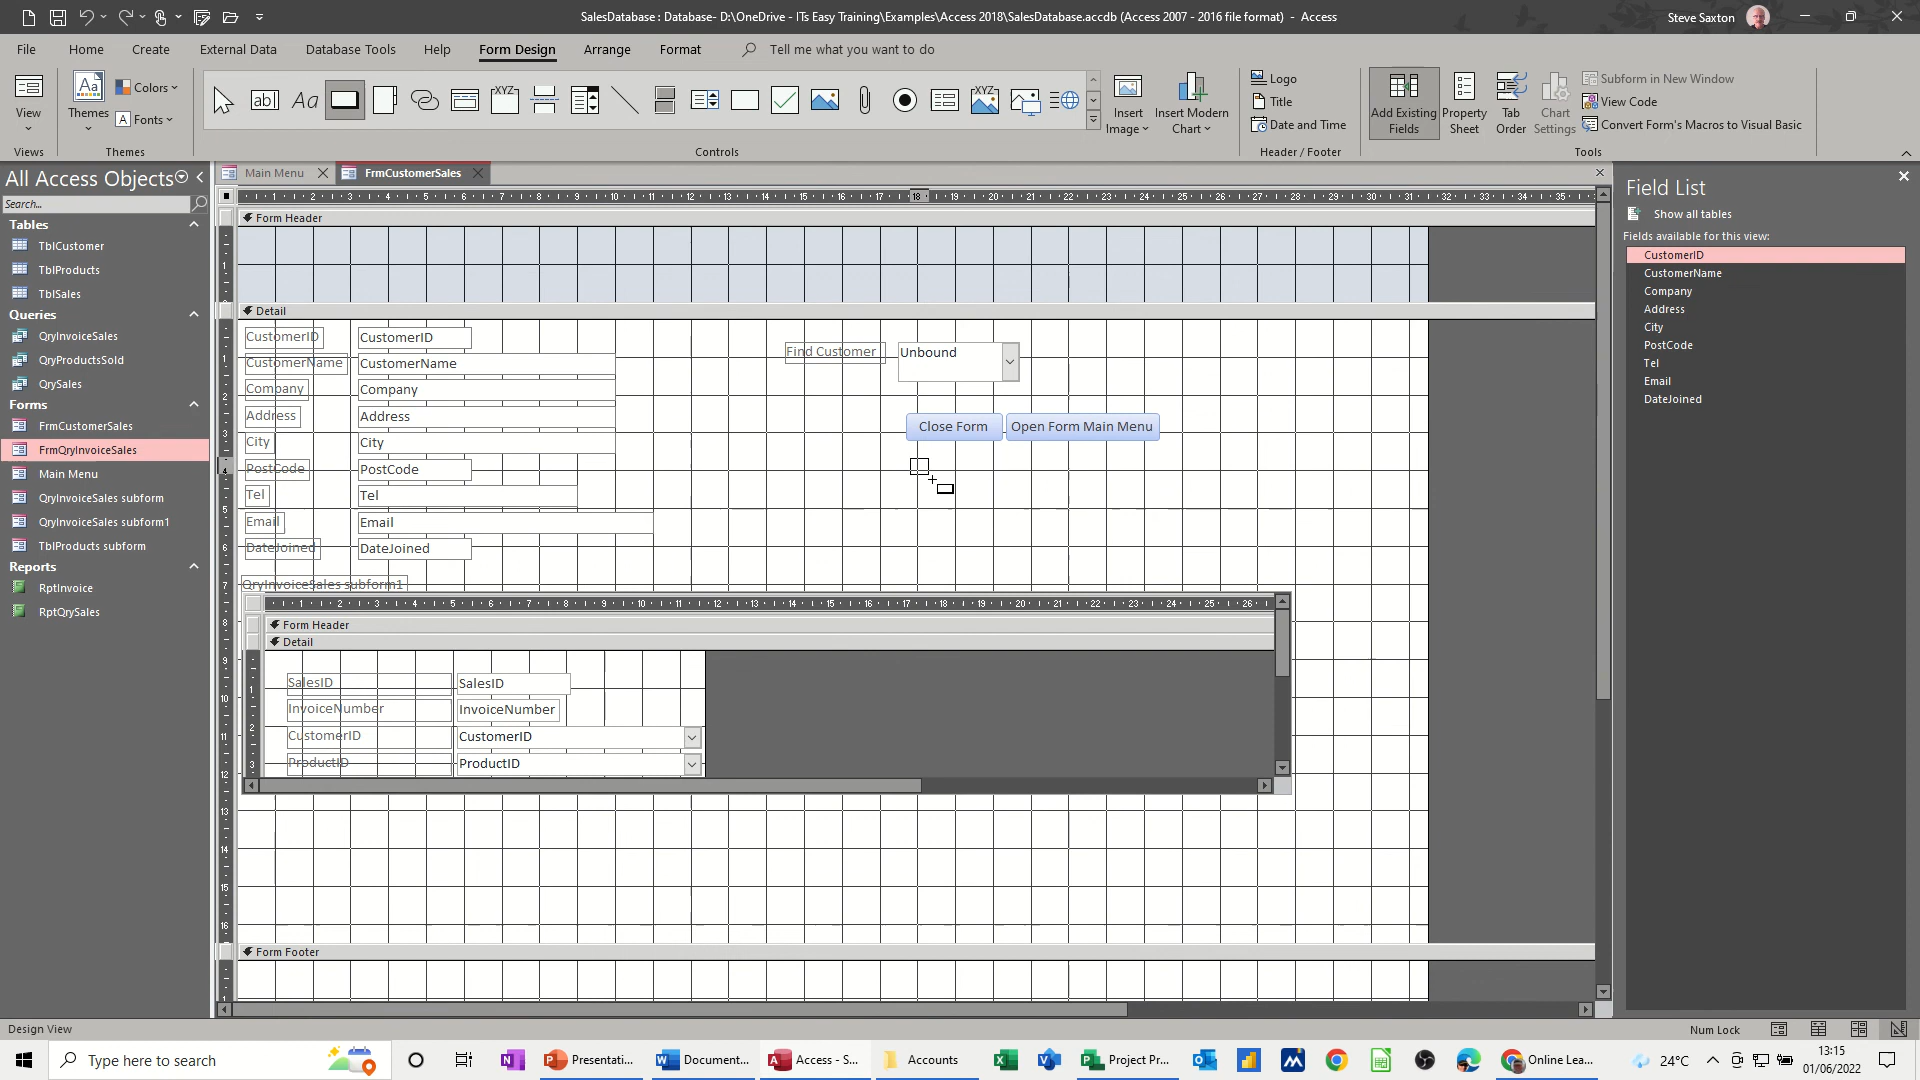 SalesDatabase : Database- D:\OneDrive - ITs Easy Training\Examples\Access 2018\SalesDatabase.accdb (Access 2007 - 2016 file format) - Access
Steve Saxton
File Home Create External Data Database Tools Help Form Design Arrange Format Tell me what you want to do
View
Views
Themes
Colors
Fonts
Themes
Controls
Insert Image
Insert Modern Chart
Logo
Title
Date and Time
Header / Footer
Add Existing Fields
Property Sheet
Tab Order
Chart Settings
Subform in New Window
View Code
Convert Form's Macros to Visual Basic
Tools
All Access Objects
Search...
Tables
TblCustomer
TblProducts
TblSales
Queries
QryInvoiceSales
QryProductsSold
QrySales
Forms
FrmCustomerSales
FrmQryInvoiceSales
Main Menu
QryInvoiceSales subform
QryInvoiceSales subform1
TblProducts subform
Reports
RptInvoice
RptQrySales
Main Menu
FrmCustomerSales
Form Header
Detail
CustomerID CustomerID
CustomerName CustomerName
Company Company
Address Address
City City
PostCode PostCode
Tel Tel
Email Email
DateJoined DateJoined
Find Customer Unbound
Close Form Open Form Main Menu
QryInvoiceSales subform1
Form Header
Detail
SalesID SalesID
InvoiceNumber InvoiceNumber
CustomerID CustomerID
ProductID ProductID
Form Footer
Field List
Show all tables
Fields available for this view:
CustomerID
CustomerName
Company
Address
City
PostCode
Tel
Email
DateJoined
Design View
Num Lock
Type here to search
Presentati...
Document...
Access - S...
Accounts
Project Pr...
Online Lea...
24°C
13:15
01/06/2022